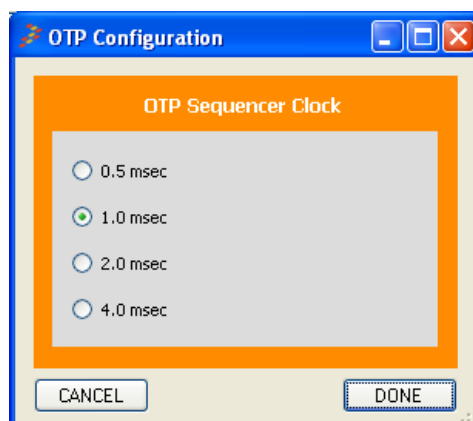 OTP Configuration
OTP Sequencer Clock
0.5 msec
1.0 msec
2.0 msec
4.0 msec
CANCEL DONE